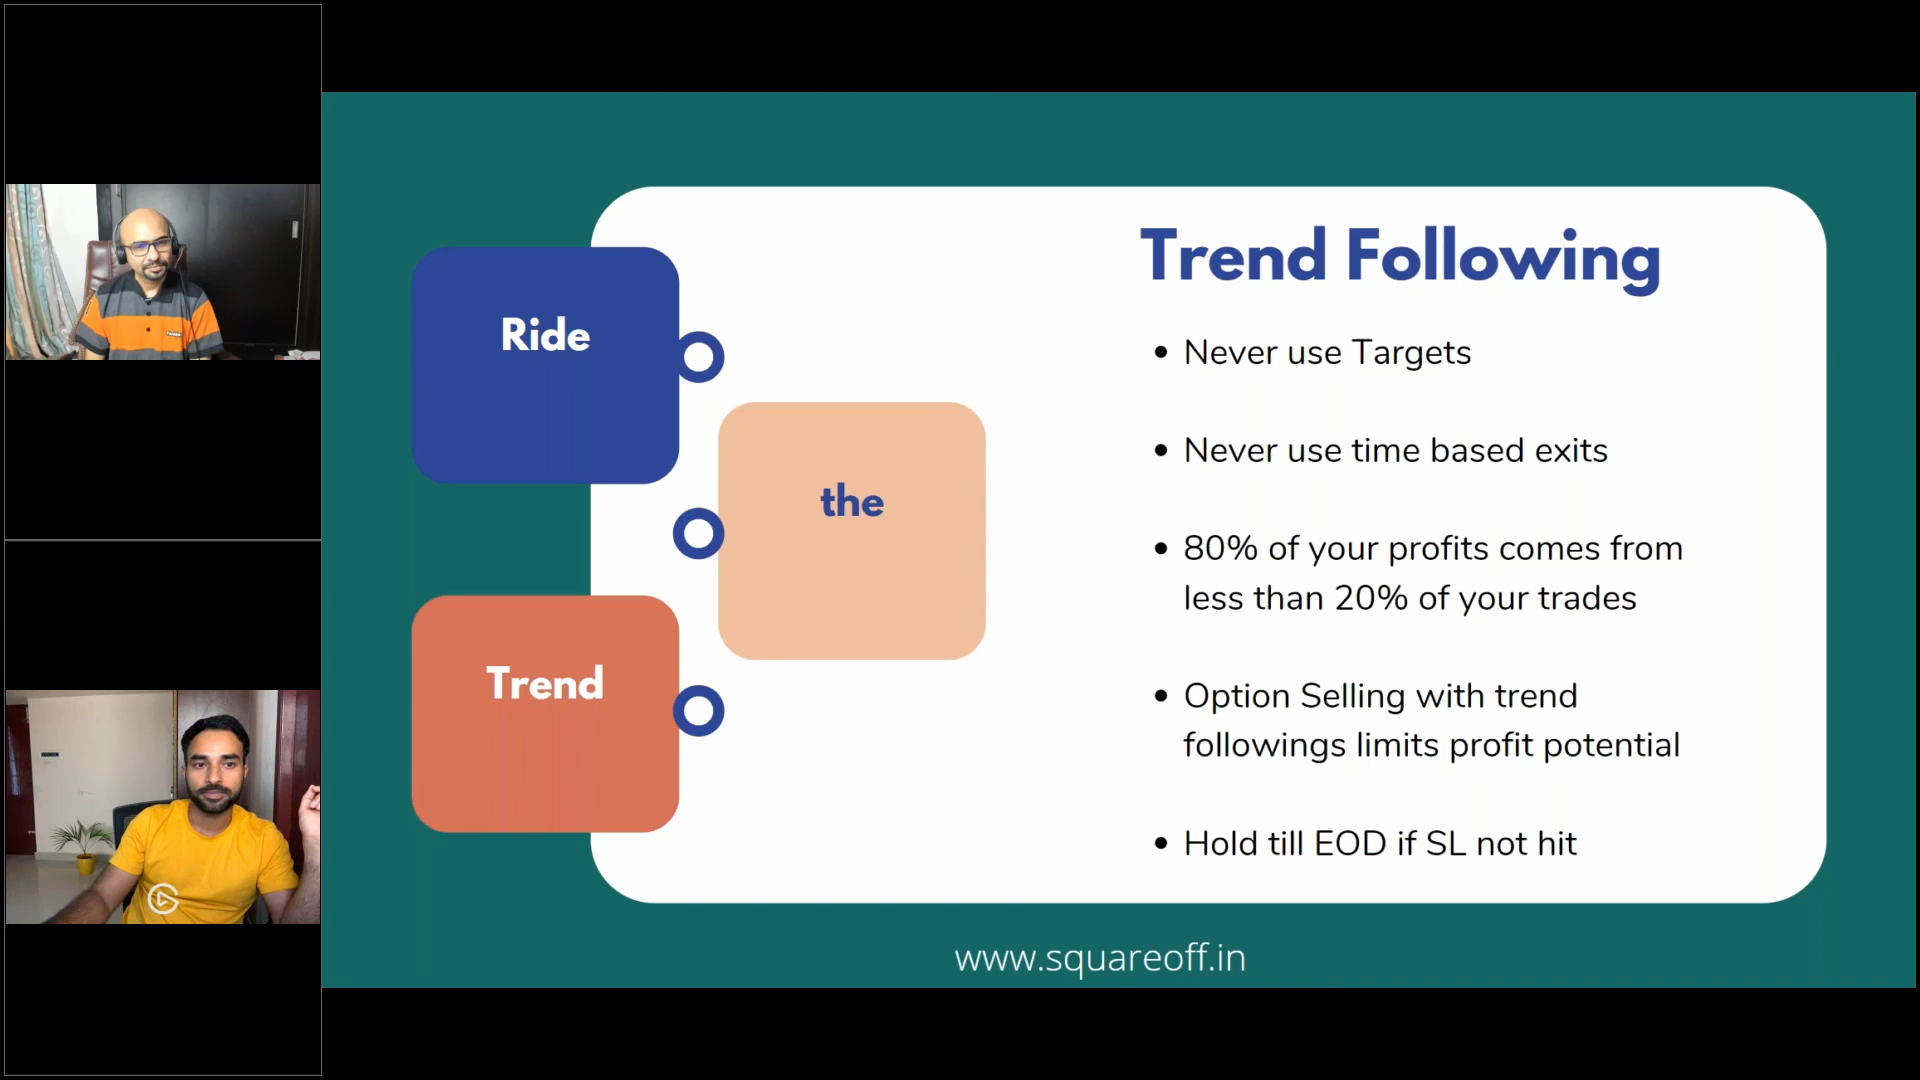 Ride
the
Trend
Trend Following
Never use Targets
Never use time based exits
80% of your profits comes from
less than 20% of your trades
Option Selling with trend
followings limits profit potential
Hold till EOD if SL not hit
www.squareoff.in